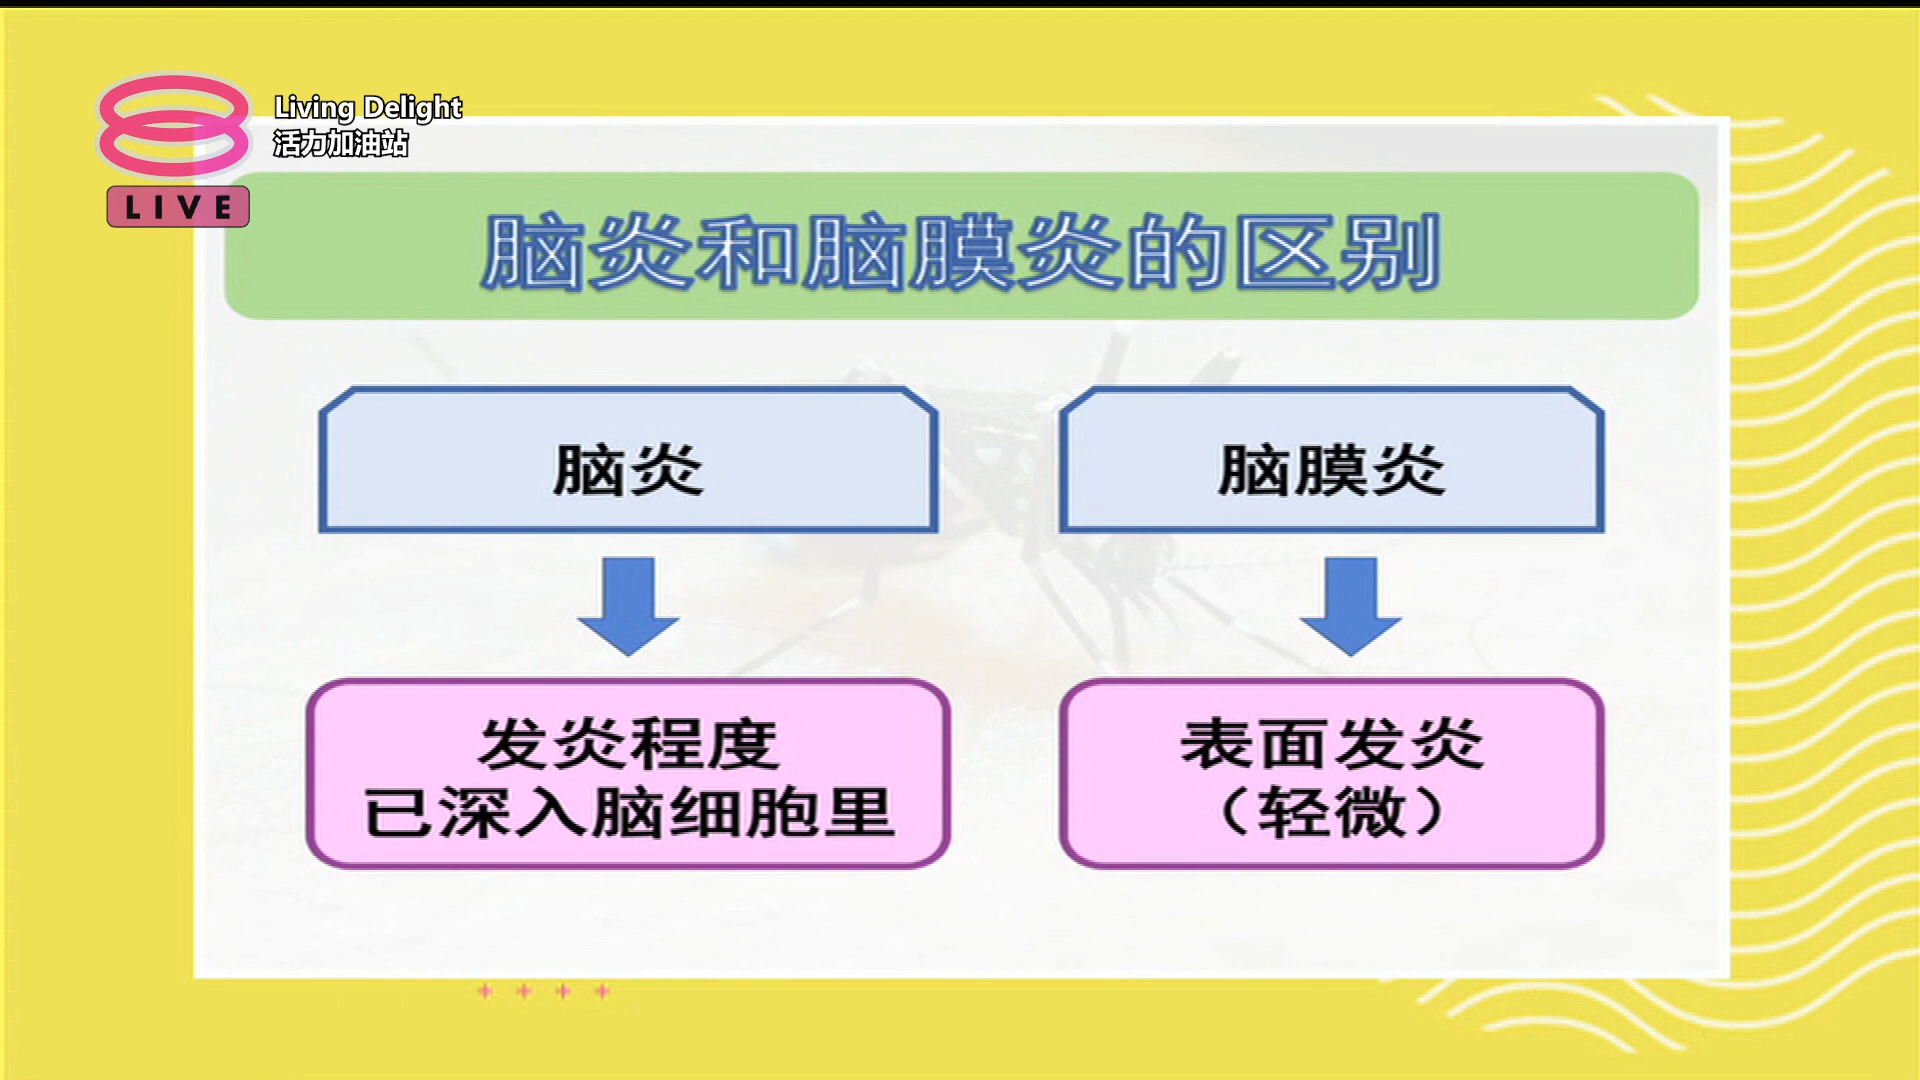 Living Delight
活力加油站
LIVE
脑炎和脑膜炎的区别
脑炎
脑膜炎
发炎程度
已深入脑细胞里
表面发炎
（轻微）